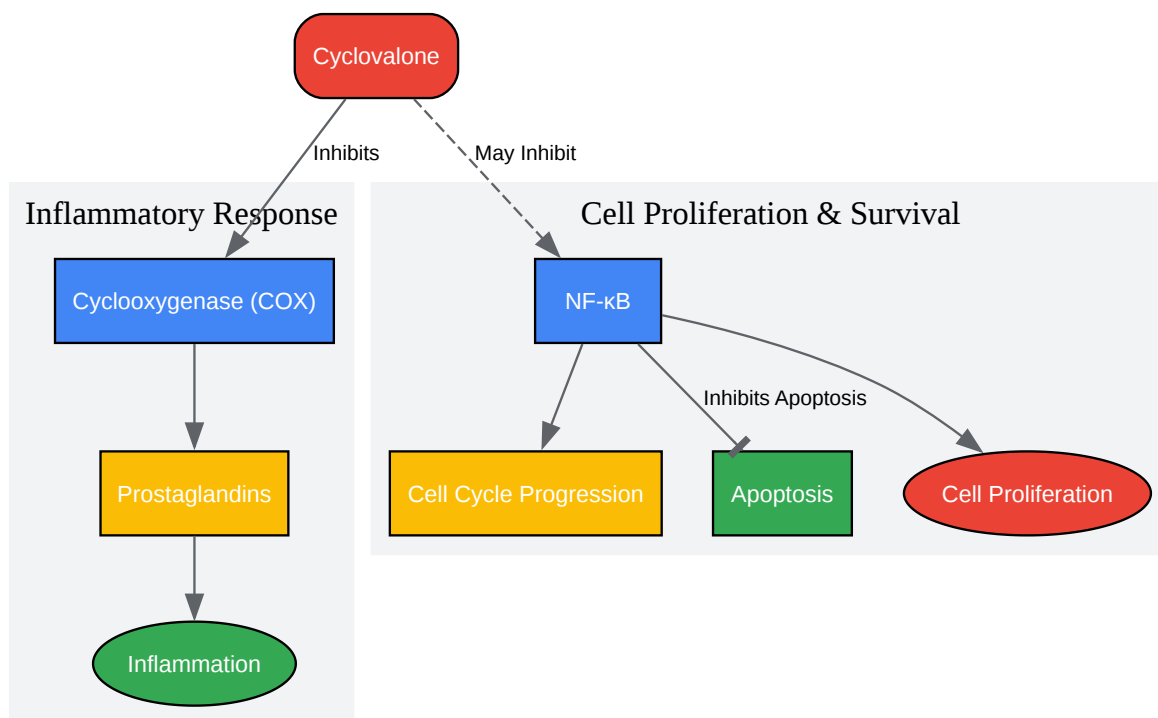 Cyclovalone
Inhibits
May Inhibit
Inflammatory Response
Cell Proliferation & Survival
Cyclooxygenase (COX)
NF-κB
Inhibits Apoptosis
Prostaglandins
Cell Cycle Progression
Apoptosis
Cell Proliferation
Inflammation